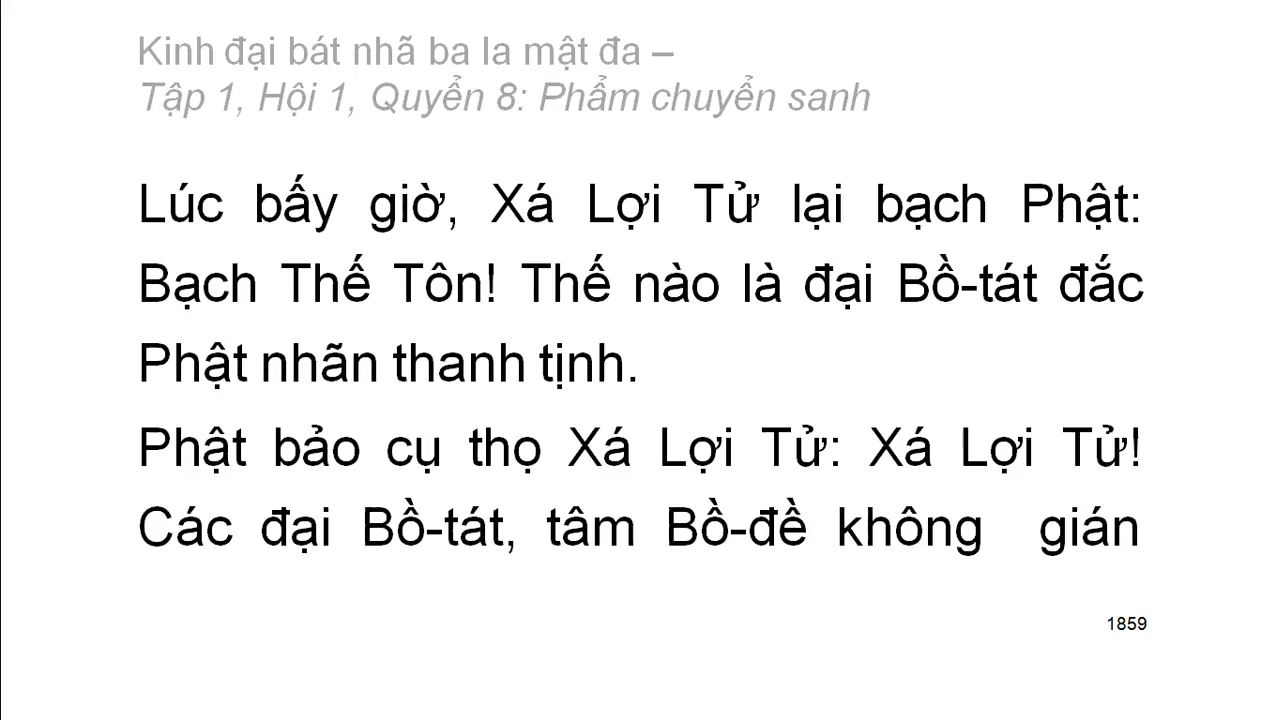 Kinh đại bát nhã ba la mật đa –
Tập 1, Hội 1, Quyển 8: Phẩm chuyển sanh
Lúc bấy giờ, Xá Lợi Tử lại bạch Phật:
Bạch Thế Tôn! Thế nào là đại Bồ-tát đắc
Phật nhãn thanh tịnh.
Phật bảo cụ thọ Xá Lợi Tử: Xá Lợi Tử!
Các đại Bồ-tát, tâm Bồ-đề không gián
1859